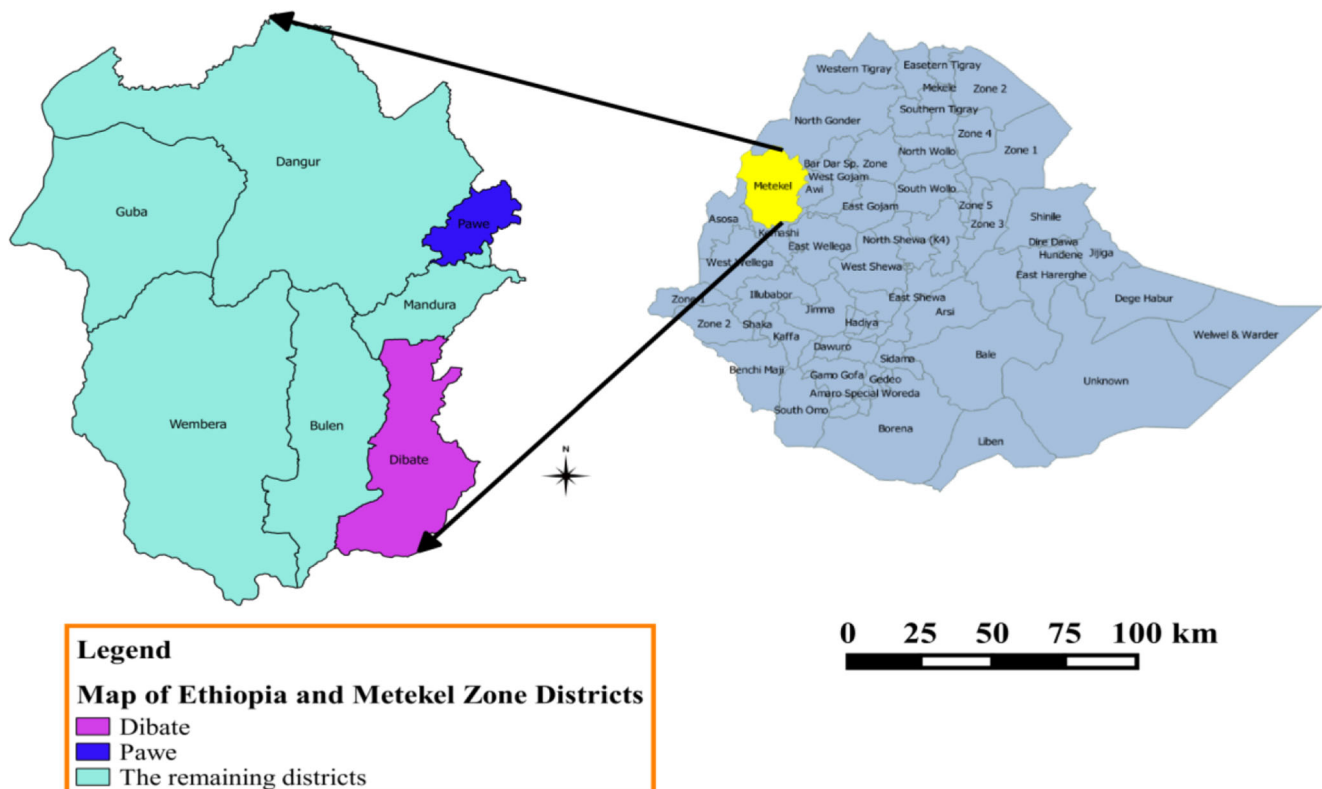 Dangur
Guba
Pawe
Mandura
Wembera
Bulen
Dibate
N
Western Tigray
Easetern Tigray
Mekele
Zone 2
Southern Tigray
North Gonder
Zone 4
North Wollo
Zone 1
Bar Dar Sp. Zone
West Gojam
Metekel
Awi
South Wollo
East Gojam
Zone 5
Zone 3
Shinile
Asosa
Kemashi
East Wellega
North Shewa (K4)
Dire Dawa
Hundene
Jijiga
West Wellega
West Shewa
East Harerghe
Zone 1
Illubabor
East Shewa
Dege Habur
Jimma
Arsi
Zone 2
Shaka
Hadiya
Kaffa
Welwel & Warder
Dawuro
Sidama
Bale
Benchi Maji
Gamo Gofa
Gedeo
Unknown
Amaro Special Woreda
South Omo
Borena
Liben
0 25 50 75 100 km
Legend
Map of Ethiopia and Metekel Zone Districts
Dibate
Pawe
The remaining districts